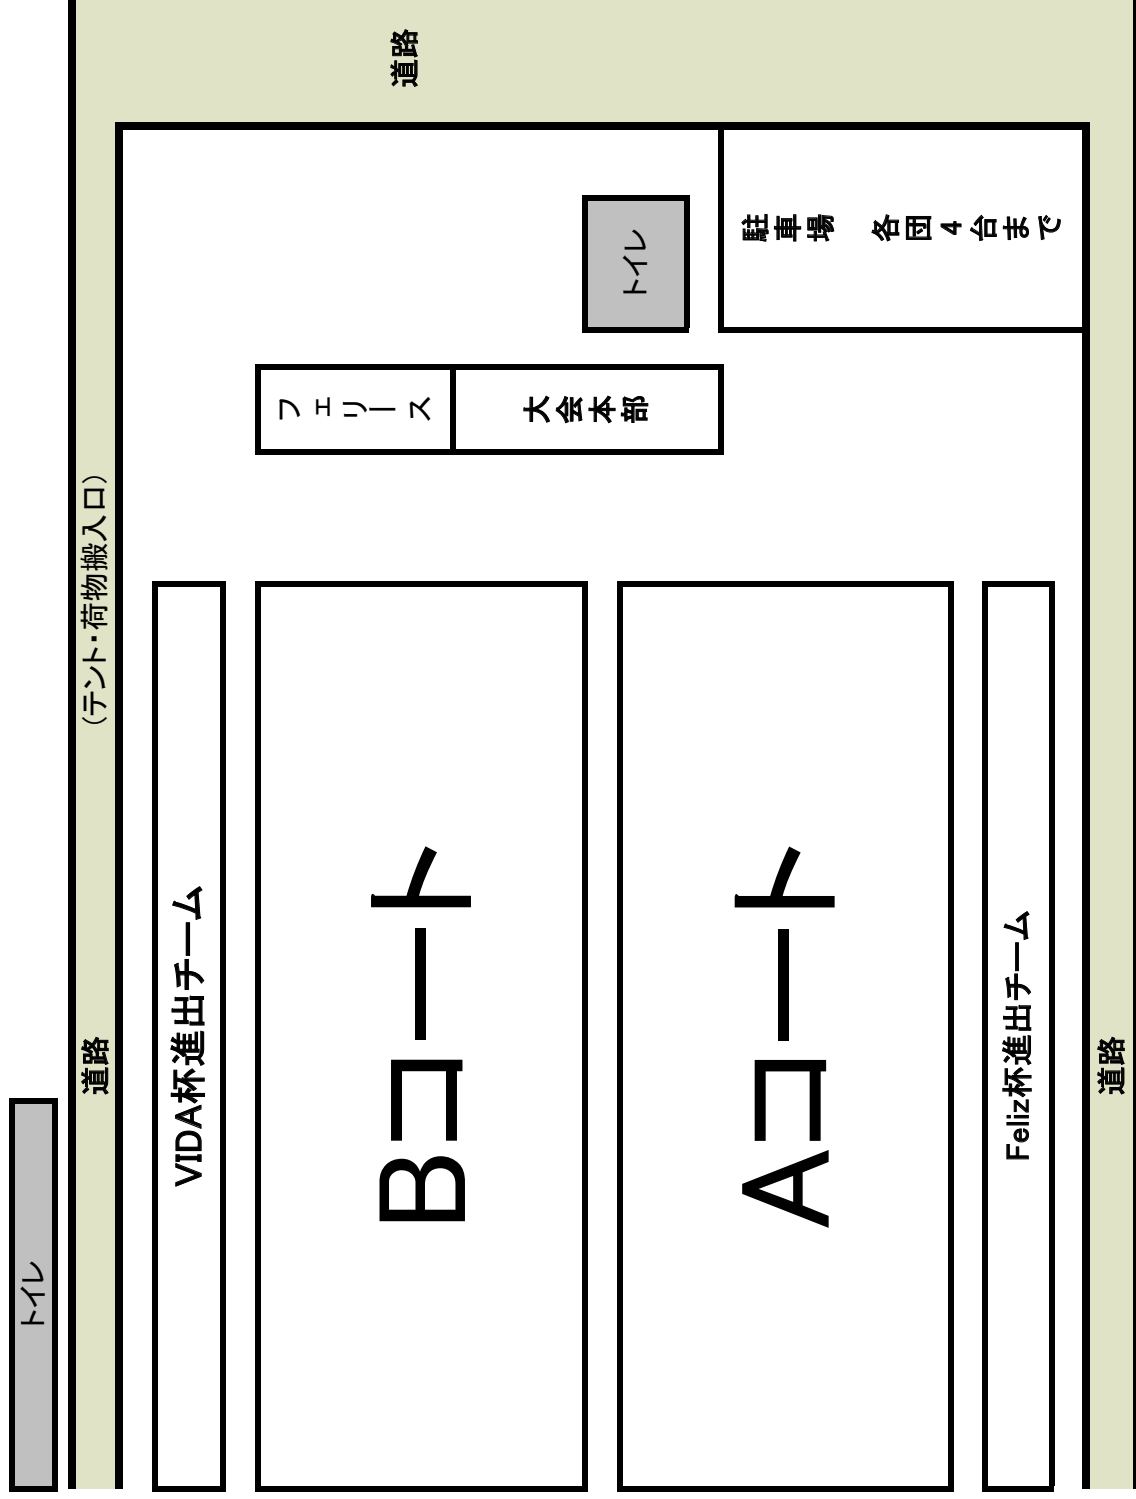 道路
駐車場　各団４台まで
トイレ
フェリース
大会本部
（テント・荷物搬入口）
道路
VIDA杯進出チーム
Bコート
Aコート
Feliz杯進出チーム
道路
トイレ